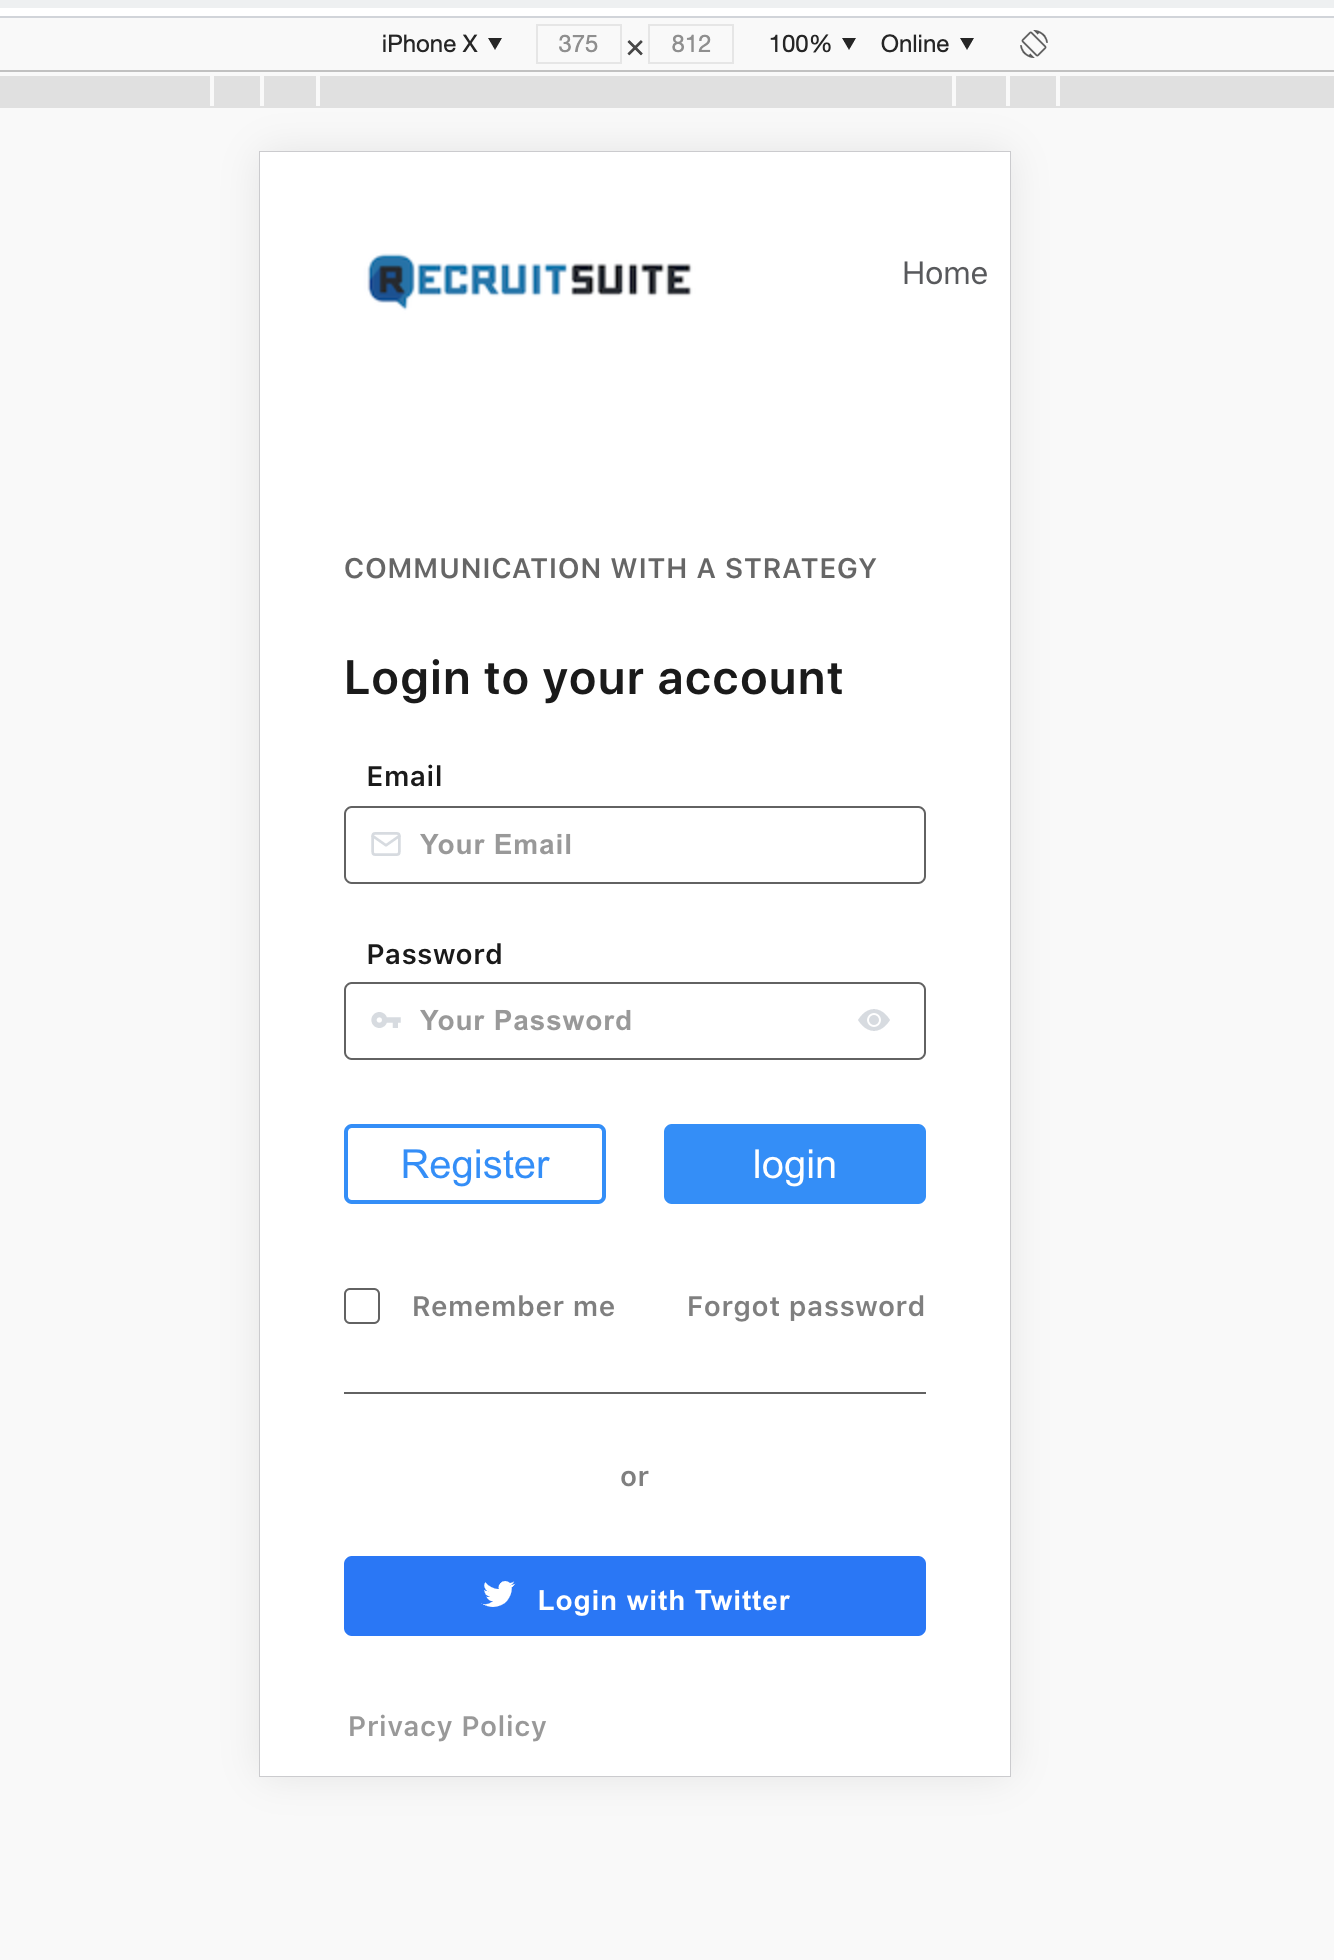 iPhone X ▼ 375 × 812 100% ▼ Online ▼
RECRUITSUITE Home
COMMUNICATION WITH A STRATEGY
Login to your account
Email
Your Email
Password
Your Password
Register login
Remember me Forgot password
or
Login with Twitter
Privacy Policy